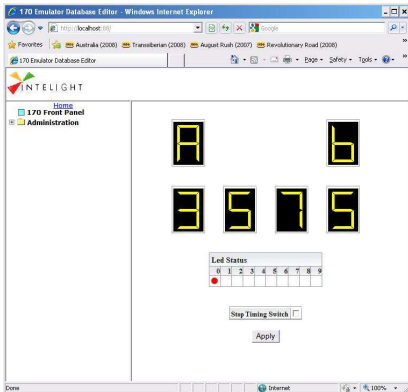 170 Emulator Database Editor - Windows Internet Explorer
http://localhost:88/
Google
Favorites Australia (2008) Transsiberian (2008) August Rush (2007) Revolutionary Road (2008)
170 Emulator Database Editor
Page Safety Tools
INTELIGHT
Home
170 Front Panel
Administration
A b
3 5 7 5
Led Status
0 1 2 3 4 5 6 7 8 9
Stop Timing Switch
Apply
Done
Internet
100%